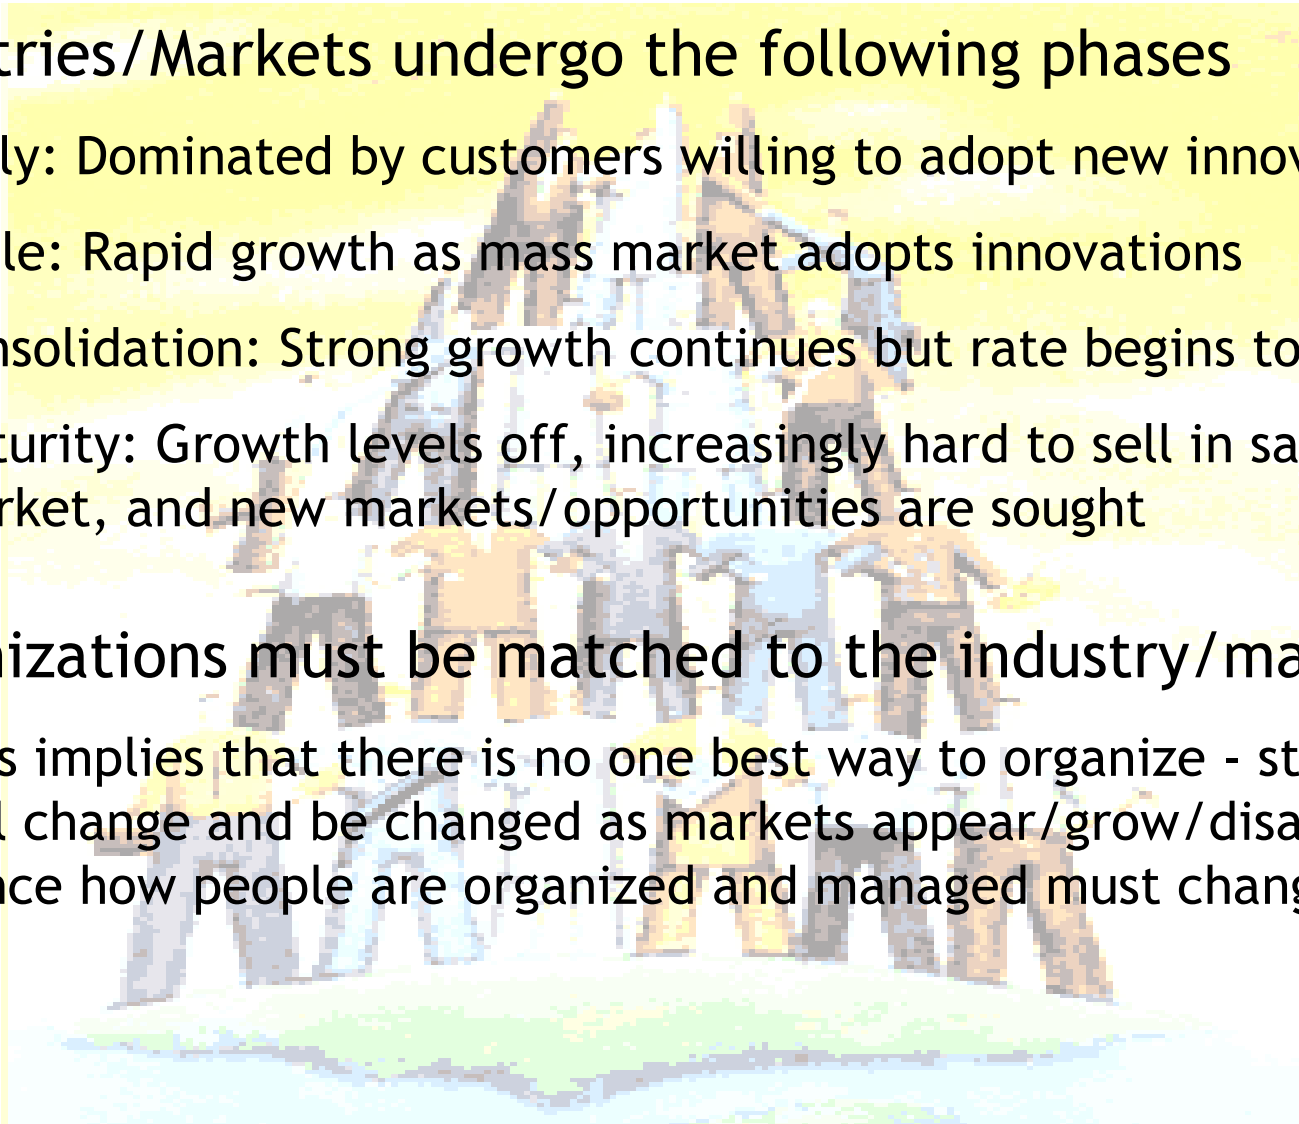 tries/Markets undergo the following phases
ly: Dominated by customers willing to adopt new innov
le: Rapid growth as mass market adopts innovations
nsolidation: Strong growth continues but rate begins to
turity: Growth levels off, increasingly hard to sell in sa
rket, and new markets/opportunities are sought
nizations must be matched to the industry/ma
s implies that there is no one best way to organize - st
l change and be changed as markets appear/grow/disa
nce how people are organized and managed must chang